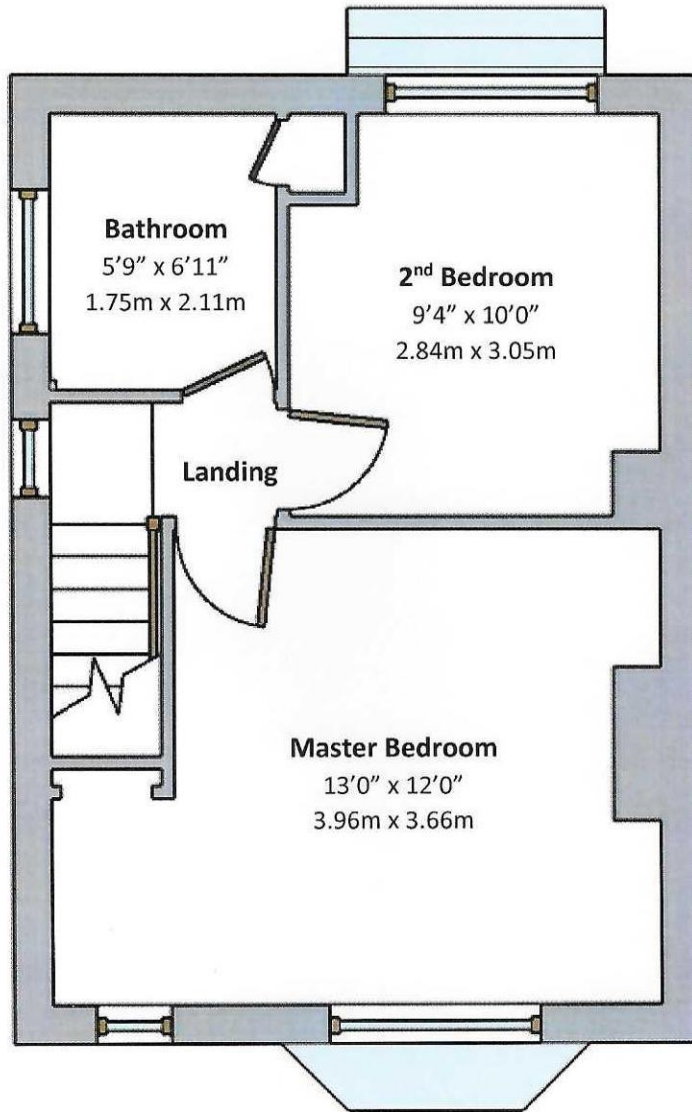 Bathroom
5’9” x 6’11”
1.75m x 2.11m
2nd Bedroom
9’4” x 10’0”
2.84m x 3.05m
Landing
Master Bedroom
13’0” x 12’0”
3.96m x 3.66m